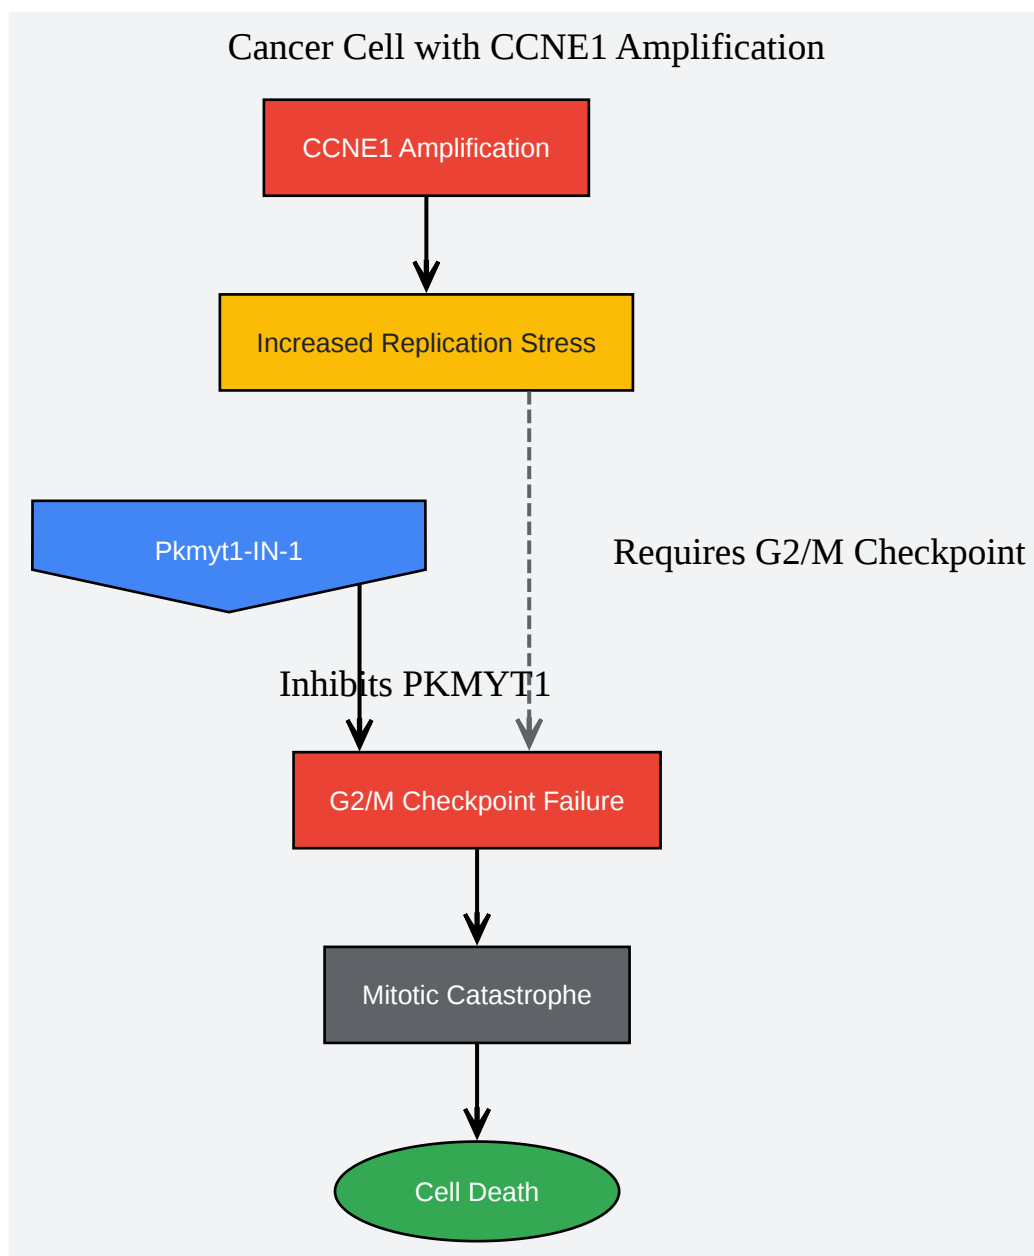 Cancer Cell with CCNE1 Amplification
CCNE1 Amplification
Increased Replication Stress
Pkmyt1-IN-1
Requires G2/M Checkpoint
Inhibits PKMYT1
G2/M Checkpoint Failure
Mitotic Catastrophe
Cell Death